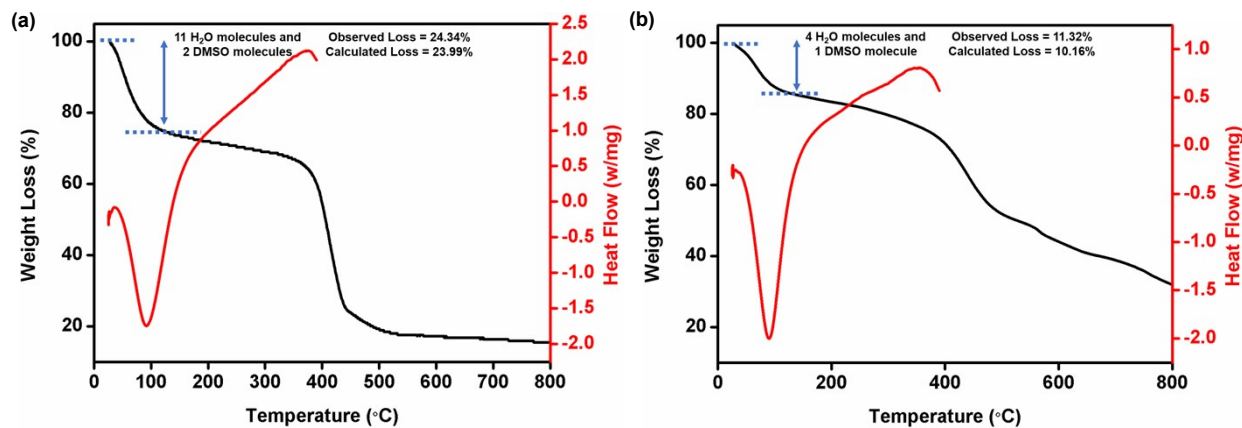 (a)
11 H₂O molecules and Observed Loss = 24.34%
2 DMSO molecules Calculated Loss = 23.99%
Weight Loss (%)
100
80
60
40
20
0 100 200 300 400 500 600 700 800
Temperature (◦C)
2.5
2.0
1.5
1.0
0.5
0.0
-0.5
-1.0
-1.5
-2.0
Heat Flow (w/mg)
(b)
4 H₂O molecules and Observed Loss = 11.32%
1 DMSO molecule Calculated Loss = 10.16%
Weight Loss (%)
100
80
60
40
20
0 200 400 600 800
Temperature (◦C)
1.0
0.5
0.0
-0.5
-1.0
-1.5
-2.0
Heat Flow (w/mg)